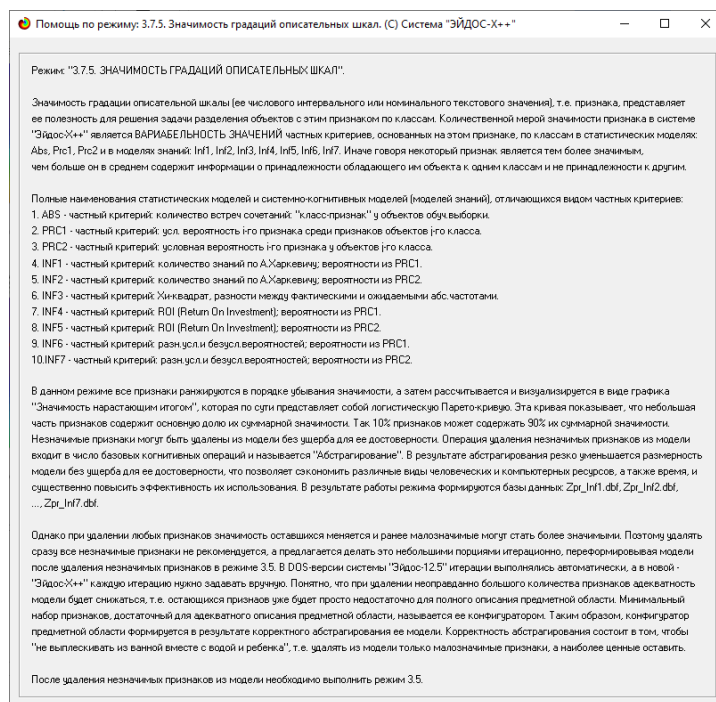 Помощь по режиму: 3.7.5. Значимость градаций описательных шкал. (C) Система "ЭЙДОС-X++"
Режим: "3.7.5. ЗНАЧИМОСТЬ ГРАДАЦИЙ ОПИСАТЕЛЬНЫХ ШКАЛ".
Значимость градации описательной шкалы (ее числового интервального или номинального текстового значения), т.е. признака, представляет
ее полезность для решения задачи разделения объектов с этим признаком по классам. Количественной мерой значимости признака в системе
"Эйдос-X++" является ВАРИАБЕЛЬНОСТЬ ЗНАЧЕНИЙ частных критериев, основанных на этом признаке, по классам в статистических моделях:
Abs, Prc1, Prc2 и в моделях знаний: Inf1, Inf2, Inf3, Inf4, Inf5, Inf6, Inf7. Иначе говоря некоторый признак является тем более значимым,
чем больше он в среднем содержит информации о принадлежности обладающего им объекта к одним классам и не принадлежности к другим.
Полные наименования статистических моделей и системно-когнитивных моделей (моделей знаний), отличающихся видом частных критериев:
1. ABS - частный критерий: количество встреч сочетаний: "класс-признак" у объектов обуч.выборки.
2. PRC1 - частный критерий: усл. вероятность i-го признака среди признаков объектов j-го класса.
3. PRC2 - частный критерий: условная вероятность i-го признака у объектов j-го класса.
4. INF1 - частный критерий: количество знаний по А.Харкевичу; вероятности из PRC1.
5. INF2 - частный критерий: количество знаний по А.Харкевичу; вероятности из PRC2.
6. INF3 - частный критерий: Хи-квадрат, разности между фактическими и ожидаемыми абс.частотами.
7. INF4 - частный критерий: ROI (Return On Investment); вероятности из PRC1.
8. INF5 - частный критерий: ROI (Return On Investment); вероятности из PRC2.
9. INF6 - частный критерий: разн.усл.и безусл.вероятностей; вероятности из PRC1.
10.INF7 - частный критерий: разн.усл.и безусл.вероятностей; вероятности из PRC2.
В данном режиме все признаки ранжируются в порядке убывания значимости, а затем рассчитывается и визуализируется в виде графика
"Значимость нарастающим итогом", которая по сути представляет собой логистическую Парето-кривую. Эта кривая показывает, что небольшая
часть признаков содержит основную долю их суммарной значимости. Так 10% признаков может содержать 90% их суммарной значимости.
Незначимые признаки могут быть удалены из модели без ущерба для ее достоверности. Операция удаления незначимых признаков из модели
входит в число базовых когнитивных операций и называется "Абстрагирование". В результате абстрагирования резко уменьшается размерность
модели без ущерба для ее достоверности, что позволяет сэкономить различные виды человеческих и компьютерных ресурсов, а также время, и
существенно повысить эффективность их использования. В результате работы режима формируются базы данных: Zpr_Inf1.dbf, Zpr_Inf2.dbf,
..., Zpr_Inf7.dbf.
Однако при удалении любых признаков значимость оставшихся меняется и ранее малозначимые могут стать более значимыми. Поэтому удалять
сразу все незначимые признаки не рекомендуется, а предлагается делать это небольшими порциями итерационно, переформировывая модели
после удаления незначимых признаков в режиме 3.5. В DOS-версии системы "Эйдос-12.5" итерации выполнялись автоматически, а в новой -
"Эйдос-X++" каждую итерацию нужно задавать вручную. Понятно, что при удалении неоправданно большого количества признаков адекватность
модели будет снижаться, т.е. остающихся признаов уже будет просто недостаточно для полного описания предметной области. Минимальный
набор признаков, достаточный для адекватного описания предметной области, называется ее конфигуратором. Таким образом, конфигуратор
предметной области формируется в результате корректного абстрагирования ее модели. Корректность абстрагирования состоит в том, чтобы
"не выплескивать из ванной вместе с водой и ребенка", т.е. удалять из модели только малозначимые признаки, а наиболее ценные оставить.
После удаления незначимых признаков из модели необходимо выполнить режим 3.5.